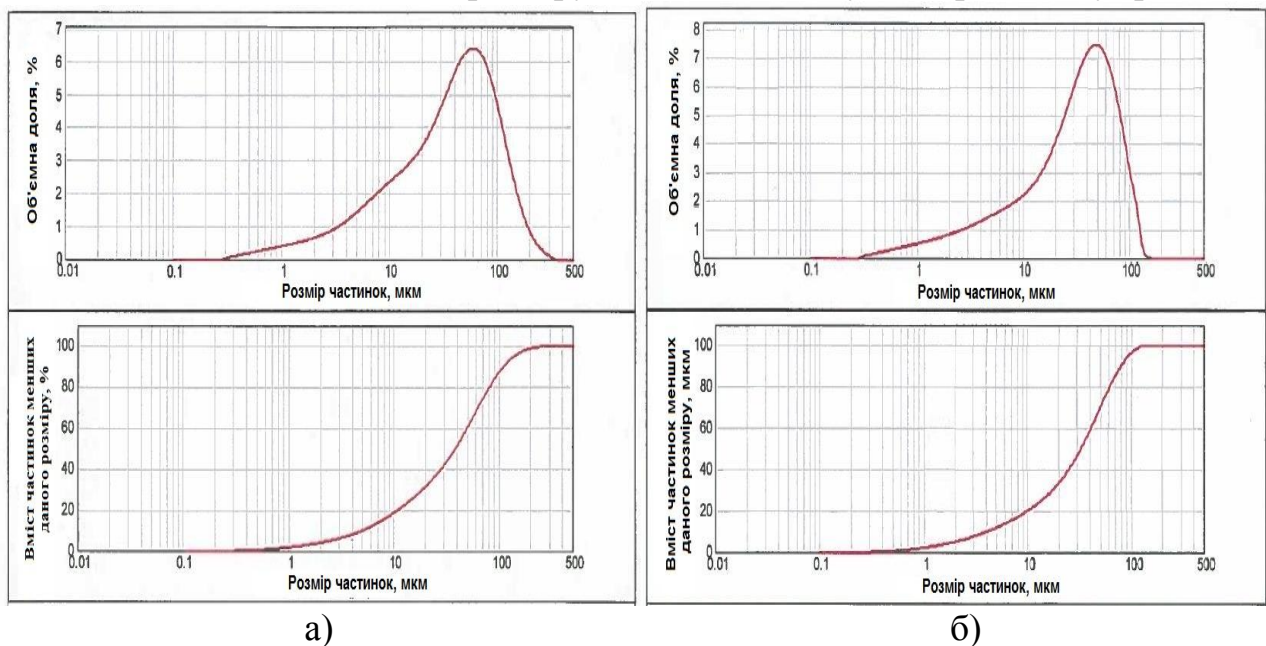 Об'ємна доля, %
7
6
5
4
3
2
1
0
0.01 0.1 1 10 100 500
Розмір частинок, мкм
Об'ємна доля, %
8
7
6
5
4
3
2
1
0
0.01 0.1 1 10 100 500
Розмір частинок, мкм
Вміст частинок менших
даного розміру, %
100
80
60
40
20
0
0.01 0.1 1 10 100 500
Розмір частинок, мкм
Вміст частинок менших
даного розміру, мкм
100
80
60
40
20
0
0.01 0.1 1 10 100 500
Розмір частинок, мкм
а) б)